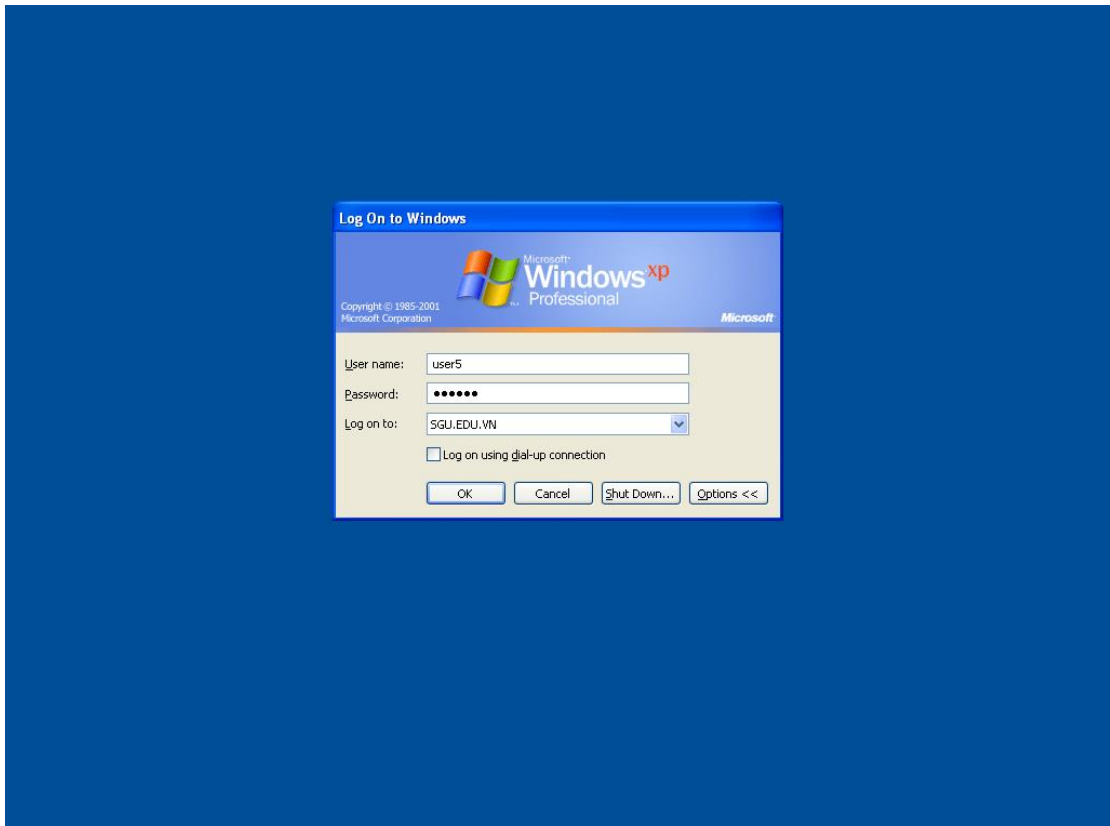 Log On to Windows
Microsoft
Windows xp
Professional
Copyright © 1985-2001
Microsoft Corporation
Microsoft
User name: user5
Password: ••••••
Log on to: SGU.EDU.VN
Log on using dial-up connection
OK Cancel Shut Down... Options <<